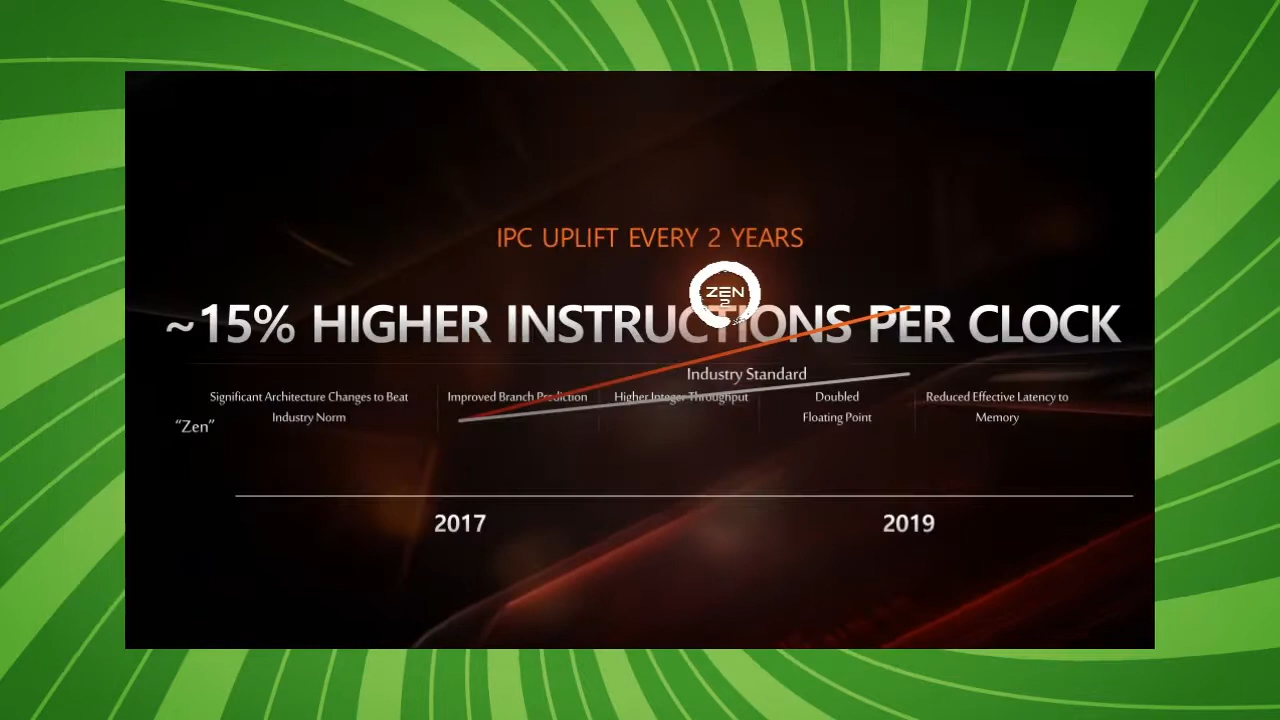 IPC UPLIFT EVERY 2 YEARS
ZEN
2
~15% HIGHER INSTRUCTIONS PER CLOCK
Industry Standard
Significant Architecture Changes to Beat
Industry Norm
Improved Branch Prediction
Higher Integer Throughput
Doubled
Floating Point
Reduced Effective Latency to
Memory
“Zen”
2017
2019